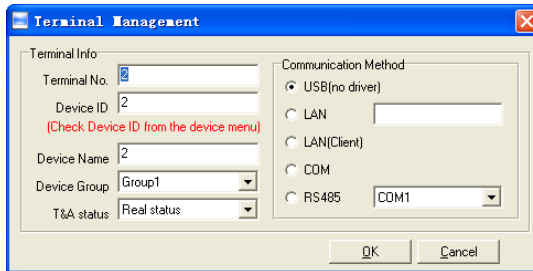 Terminal Management
Terminal Info
Terminal No. 2
Device ID 2
(Check Device ID from the device menu)
Device Name 2
Device Group Group1
T&A status Real status
Communication Method
USB(no driver)
LAN
LAN(Client)
COM
RS485 COM1
OK Cancel